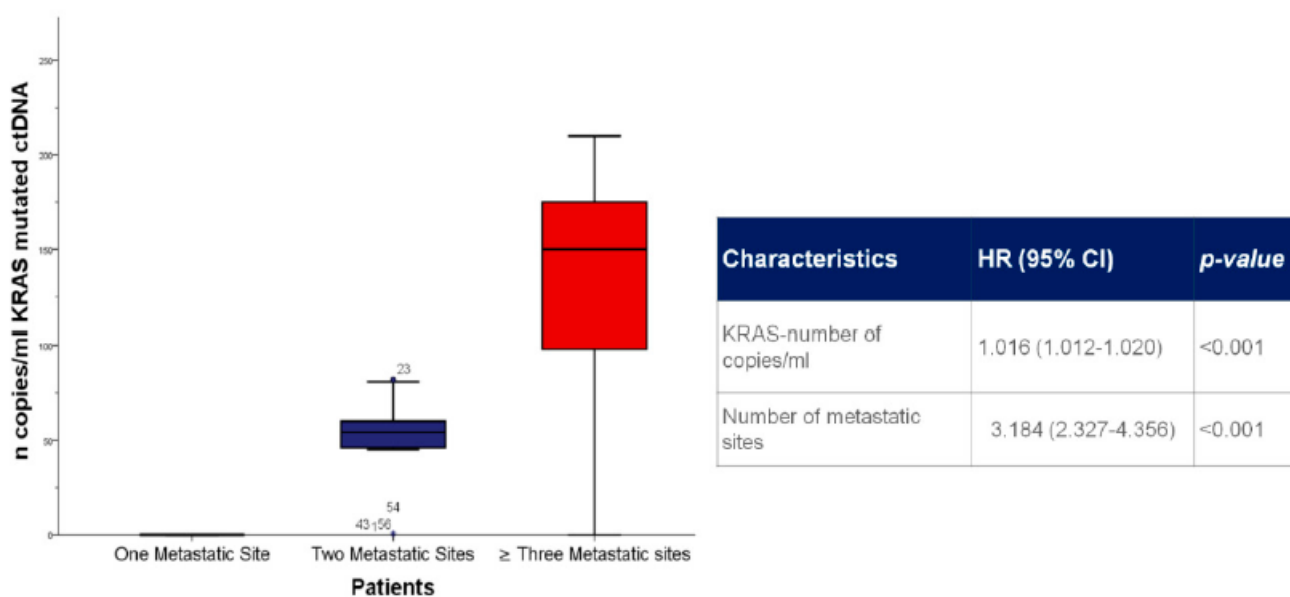 n copies/ml KRAS mutated ctDNA
250
200
150
100
50
0
23
54
43 156
One Metastatic Site
Two Metastatic Sites
≥ Three Metastatic sites
Patients
Characteristics HR (95% CI) p-value
KRAS-number of
copies/ml
1.016 (1.012-1.020) <0.001
Number of metastatic
sites
3.184 (2.327-4.356) <0.001